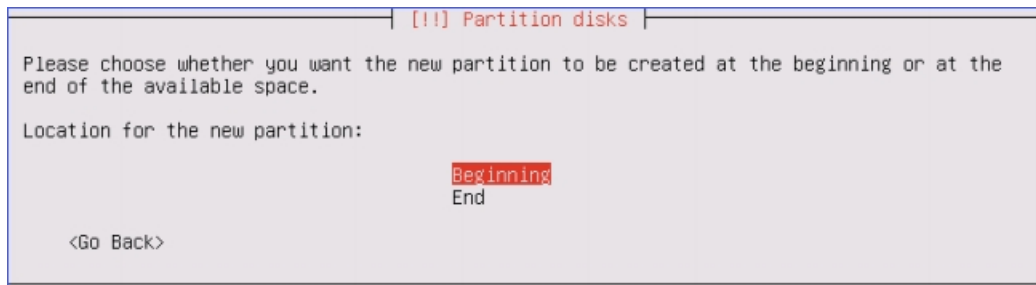 [!!] Partition disks
Please choose whether you want the new partition to be created at the beginning or at the
end of the available space.
Location for the new partition:
Beginning
End
<Go Back>